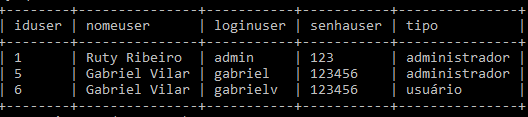 | iduser | nomeuser | loginuser | senhauser | tipo |
| 1 | Ruty Ribeiro | admin | 123 | administrador |
| 5 | Gabriel Vilar | gabriel | 123456 | administrador |
| 6 | Gabriel Vilar | gabrielv | 123456 | usuário |